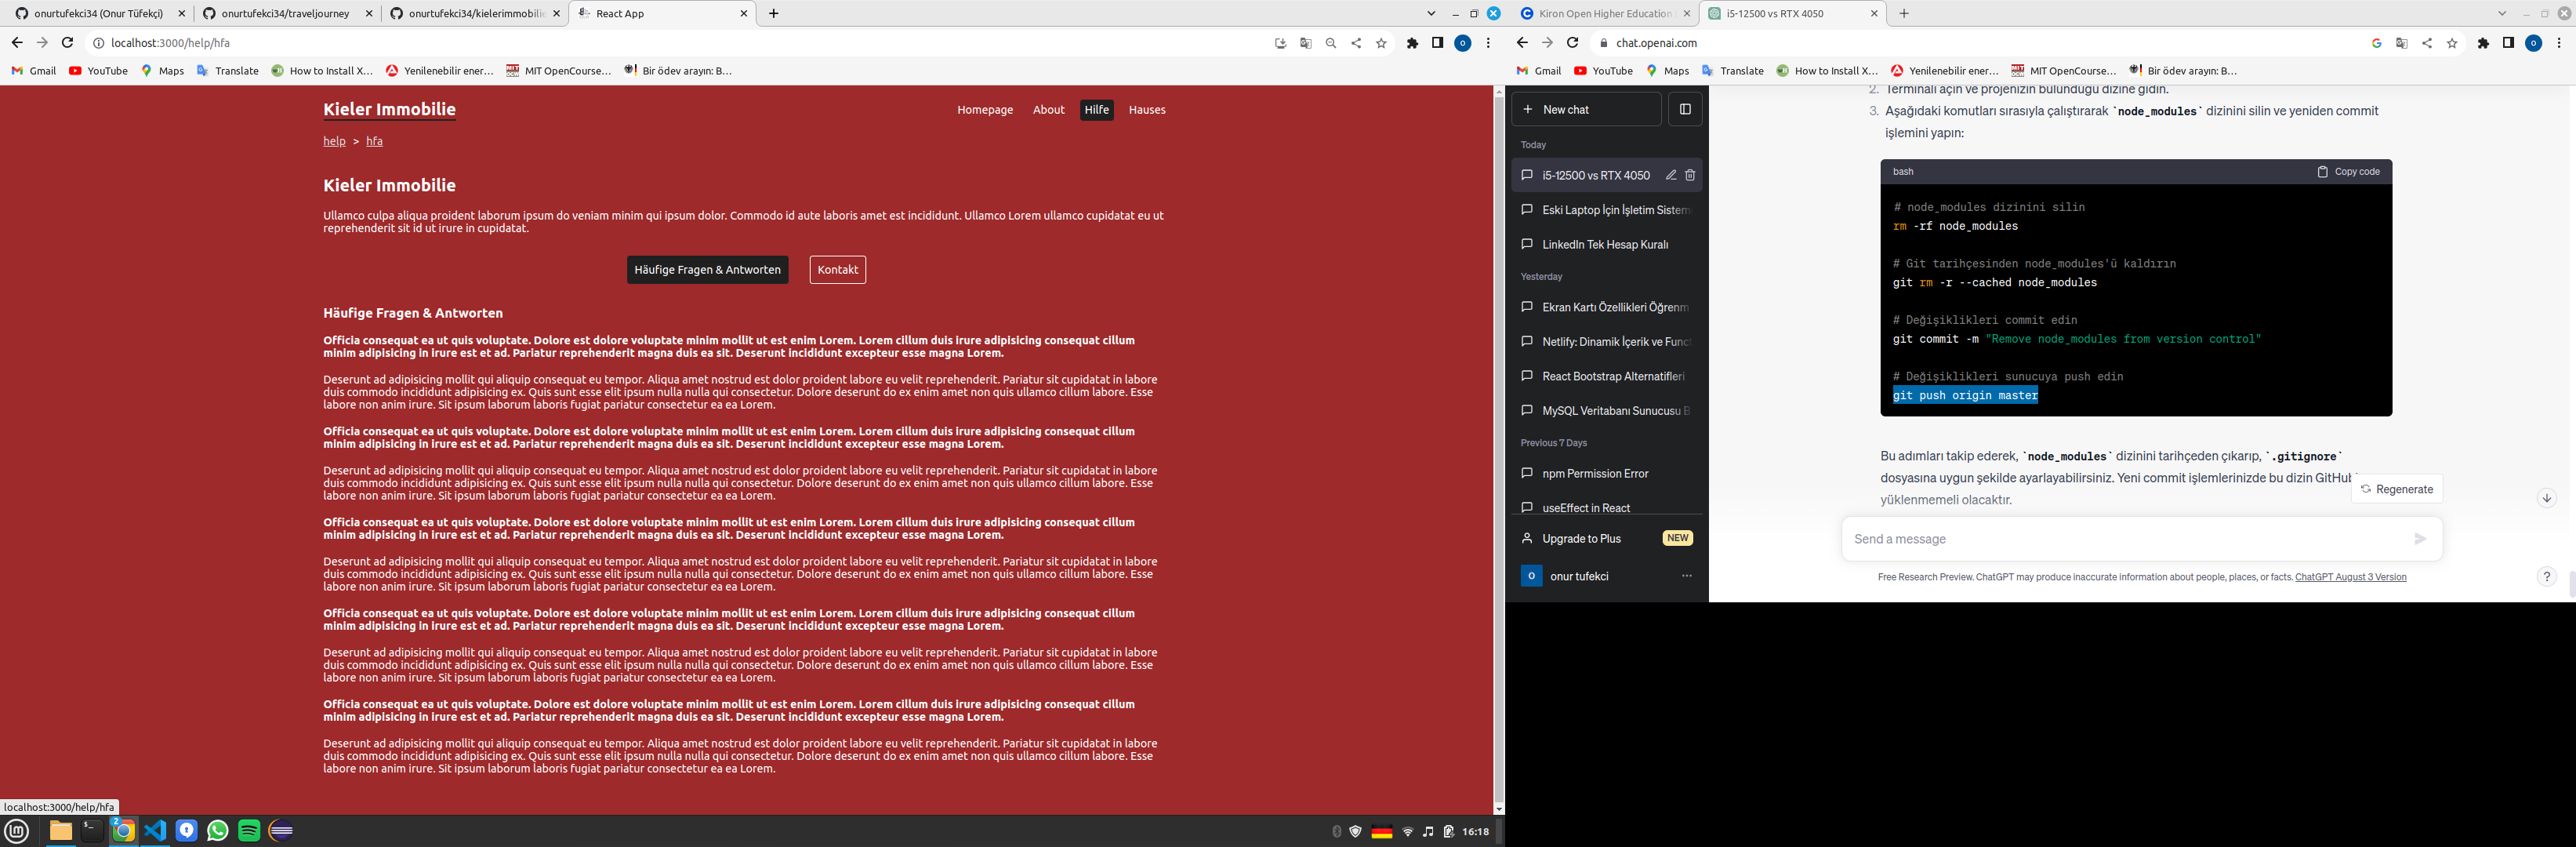 onurtufekci34 (Onur Tüfekçi)
onurtufekci34/traveljourney
onurtufekci34/kielerimmobilie
React App
localhost:3000/help/hfa
Gmail
YouTube
Maps
Translate
How to Install X...
Yenilenebilir ener...
MIT OpenCourse...
Bir ödev arayın: B...
Kieler Immobilie
Homepage
About
Hilfe
Hauses
help > hfa
Kieler Immobilie
Ullamco culpa aliqua proident laborum ipsum do veniam minim qui ipsum dolor. Commodo id aute laboris amet est incididunt. Ullamco Lorem ullamco cupidatat eu ut
reprehenderit sit id ut irure in cupidatat.
Häufige Fragen & Antworten
Kontakt
Häufige Fragen & Antworten
Officia consequat ea ut quis voluptate. Dolore est dolore voluptate minim mollit ut est enim Lorem. Lorem cillum duis irure adipisicing consequat cillum
minim adipisicing in irure est et ad. Pariatur reprehenderit magna duis ea sit. Deserunt incididunt excepteur esse magna Lorem.
Deserunt ad adipisicing mollit qui aliquip consequat eu tempor. Aliqua amet nostrud est dolor proident labore eu velit reprehenderit. Pariatur sit cupidatat in labore
duis commodo incididunt adipisicing ex. Quis sunt esse elit ipsum nulla nulla qui consectetur. Dolore deserunt do ex enim amet non quis ullamco cillum labore. Esse
labore non anim irure. Sit ipsum laborum laboris fugiat pariatur consectetur ea ea Lorem.
Officia consequat ea ut quis voluptate. Dolore est dolore voluptate minim mollit ut est enim Lorem. Lorem cillum duis irure adipisicing consequat cillum
minim adipisicing in irure est et ad. Pariatur reprehenderit magna duis ea sit. Deserunt incididunt excepteur esse magna Lorem.
Deserunt ad adipisicing mollit qui aliquip consequat eu tempor. Aliqua amet nostrud est dolor proident labore eu velit reprehenderit. Pariatur sit cupidatat in labore
duis commodo incididunt adipisicing ex. Quis sunt esse elit ipsum nulla nulla qui consectetur. Dolore deserunt do ex enim amet non quis ullamco cillum labore. Esse
labore non anim irure. Sit ipsum laborum laboris fugiat pariatur consectetur ea ea Lorem.
Officia consequat ea ut quis voluptate. Dolore est dolore voluptate minim mollit ut est enim Lorem. Lorem cillum duis irure adipisicing consequat cillum
minim adipisicing in irure est et ad. Pariatur reprehenderit magna duis ea sit. Deserunt incididunt excepteur esse magna Lorem.
Deserunt ad adipisicing mollit qui aliquip consequat eu tempor. Aliqua amet nostrud est dolor proident labore eu velit reprehenderit. Pariatur sit cupidatat in labore
duis commodo incididunt adipisicing ex. Quis sunt esse elit ipsum nulla nulla qui consectetur. Dolore deserunt do ex enim amet non quis ullamco cillum labore. Esse
labore non anim irure. Sit ipsum laborum laboris fugiat pariatur consectetur ea ea Lorem.
Officia consequat ea ut quis voluptate. Dolore est dolore voluptate minim mollit ut est enim Lorem. Lorem cillum duis irure adipisicing consequat cillum
minim adipisicing in irure est et ad. Pariatur reprehenderit magna duis ea sit. Deserunt incididunt excepteur esse magna Lorem.
Deserunt ad adipisicing mollit qui aliquip consequat eu tempor. Aliqua amet nostrud est dolor proident labore eu velit reprehenderit. Pariatur sit cupidatat in labore
duis commodo incididunt adipisicing ex. Quis sunt esse elit ipsum nulla nulla qui consectetur. Dolore deserunt do ex enim amet non quis ullamco cillum labore. Esse
labore non anim irure. Sit ipsum laborum laboris fugiat pariatur consectetur ea ea Lorem.
Officia consequat ea ut quis voluptate. Dolore est dolore voluptate minim mollit ut est enim Lorem. Lorem cillum duis irure adipisicing consequat cillum
minim adipisicing in irure est et ad. Pariatur reprehenderit magna duis ea sit. Deserunt incididunt excepteur esse magna Lorem.
Deserunt ad adipisicing mollit qui aliquip consequat eu tempor. Aliqua amet nostrud est dolor proident labore eu velit reprehenderit. Pariatur sit cupidatat in labore
duis commodo incididunt adipisicing ex. Quis sunt esse elit ipsum nulla nulla qui consectetur. Dolore deserunt do ex enim amet non quis ullamco cillum labore. Esse
labore non anim irure. Sit ipsum laborum laboris fugiat pariatur consectetur ea ea Lorem.
localhost:3000/help/hfa
2
16:18
Kiron Open Higher Education
i5-12500 vs RTX 4050
chat.openai.com
Gmail
YouTube
Maps
Translate
How to Install X...
Yenilenebilir ener...
MIT OpenCourse...
Bir ödev arayın: B...
New chat
Today
i5-12500 vs RTX 4050
Eski Laptop İçin İşletim Sistem
LinkedIn Tek Hesap Kuralı
Yesterday
Ekran Kartı Özellikleri Öğrenm
Netlify: Dinamik İçerik ve Func
React Bootstrap Alternatifleri
MySQL Veritabanı Sunucusu B
Previous 7 Days
npm Permission Error
useEffect in React
Upgrade to Plus
NEW
O
onur tufekci
2. Terminali açın ve projenizin bulunduğu dizine gidin.
3. Aşağıdaki komutları sırasıyla çalıştırarak `node_modules` dizinini silin ve yeniden commit
işlemini yapın:
bash
Copy code
# node_modules dizinini silin
rm -rf node_modules
# Git tarihçesinden node_modules'ü kaldırın
git rm -r --cached node_modules
# Değişiklikleri commit edin
git commit -m "Remove node_modules from version control"
# Değişiklikleri sunucuya push edin
git push origin master
Bu adımları takip ederek, `node_modules` dizinini tarihçeden çıkarıp, `.gitignore`
dosyasına uygun şekilde ayarlayabilirsiniz. Yeni commit işlemlerinizde bu dizin GitHub'
yüklenmemeli olacaktır.
Regenerate
Send a message
Free Research Preview. ChatGPT may produce inaccurate information about people, places, or facts. ChatGPT August 3 Version
?